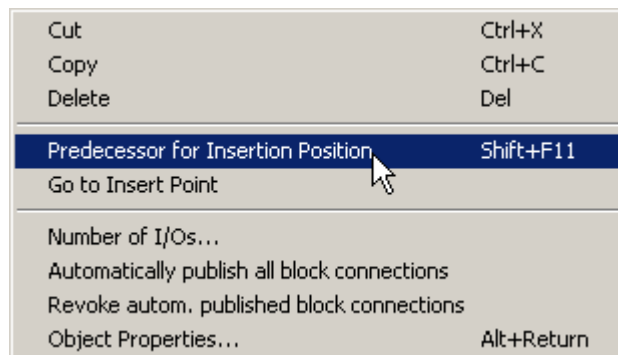 Cut Ctrl+X
Copy Ctrl+C
Delete Del
Predecessor for Insertion Position Shift+F11
Go to Insert Point
Number of I/Os...
Automatically publish all block connections
Revoke autom. published block connections
Object Properties... Alt+Return